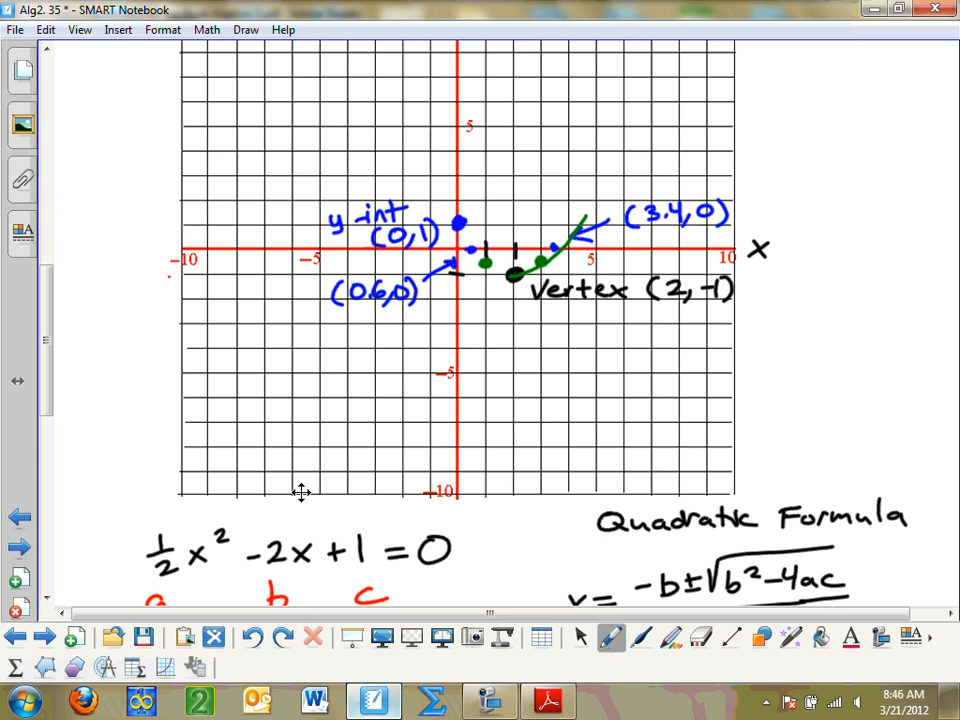 Alg2. 35 * - SMART Notebook
File Edit View Insert Format Math Draw Help
5
y-int
(0,1)
(3.4,0)
-10
-5
5
10
x
(0.6,0)
Vertex (2,-1)
-5
-10
Quadratic Formula
½x² -2x+1=0
a b c
x= -b±√b²-4ac
8:46 AM
3/21/2012